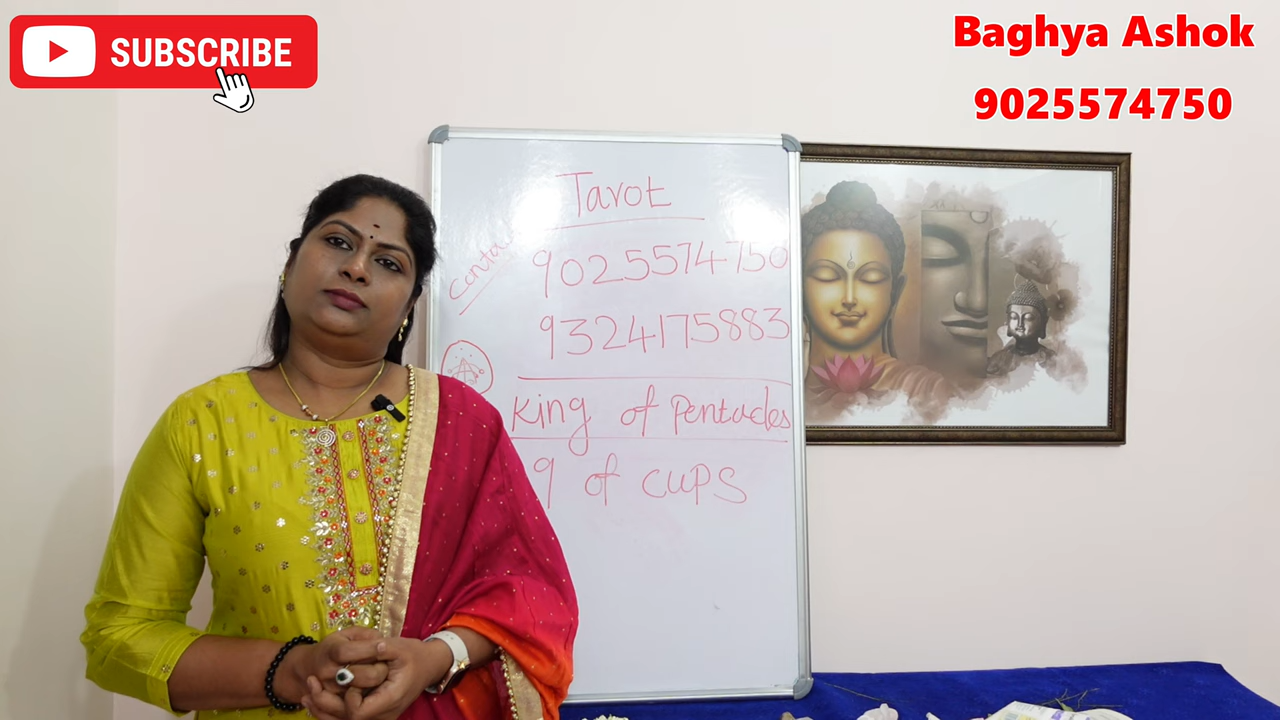 SUBSCRIBE
Baghya Ashok
9025574750
Tarot
9025574750
9324175883
King of Pentacles
9 of cups